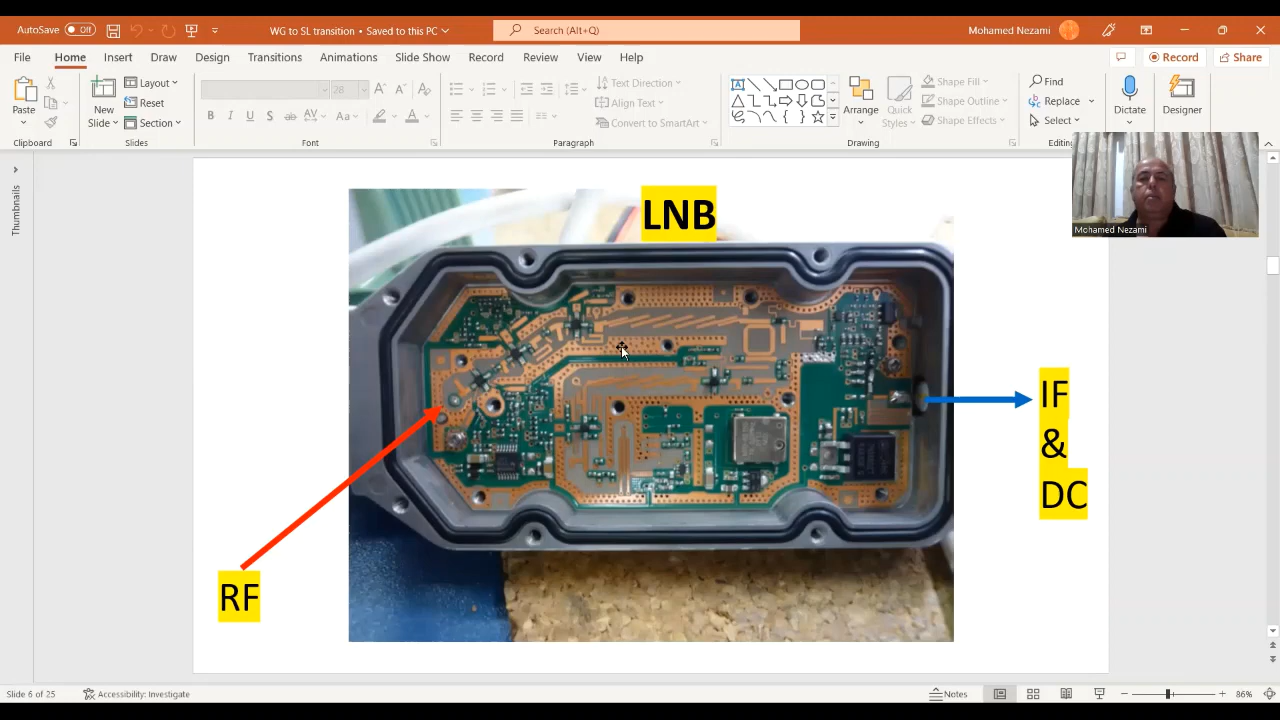 AutoSave Off
WG to SL transition • Saved to this PC
Search (Alt+Q)
Mohamed Nezami
File Home Insert Draw Design Transitions Animations Slide Show Record Review View Help
Record Share
Paste
New
Slide
Layout
Reset
Section
28
Text Direction
Align Text
Convert to SmartArt
Arrange
Quick
Styles
Shape Fill
Shape Outline
Shape Effects
Find
Replace
Select
Dictate
Designer
Clipboard Slides Font Paragraph Drawing Editing
Mohamed Nezami
Thumbnails
LNB
RF
IF
&
DC
Slide 6 of 25 Accessibility: Investigate Notes 86%